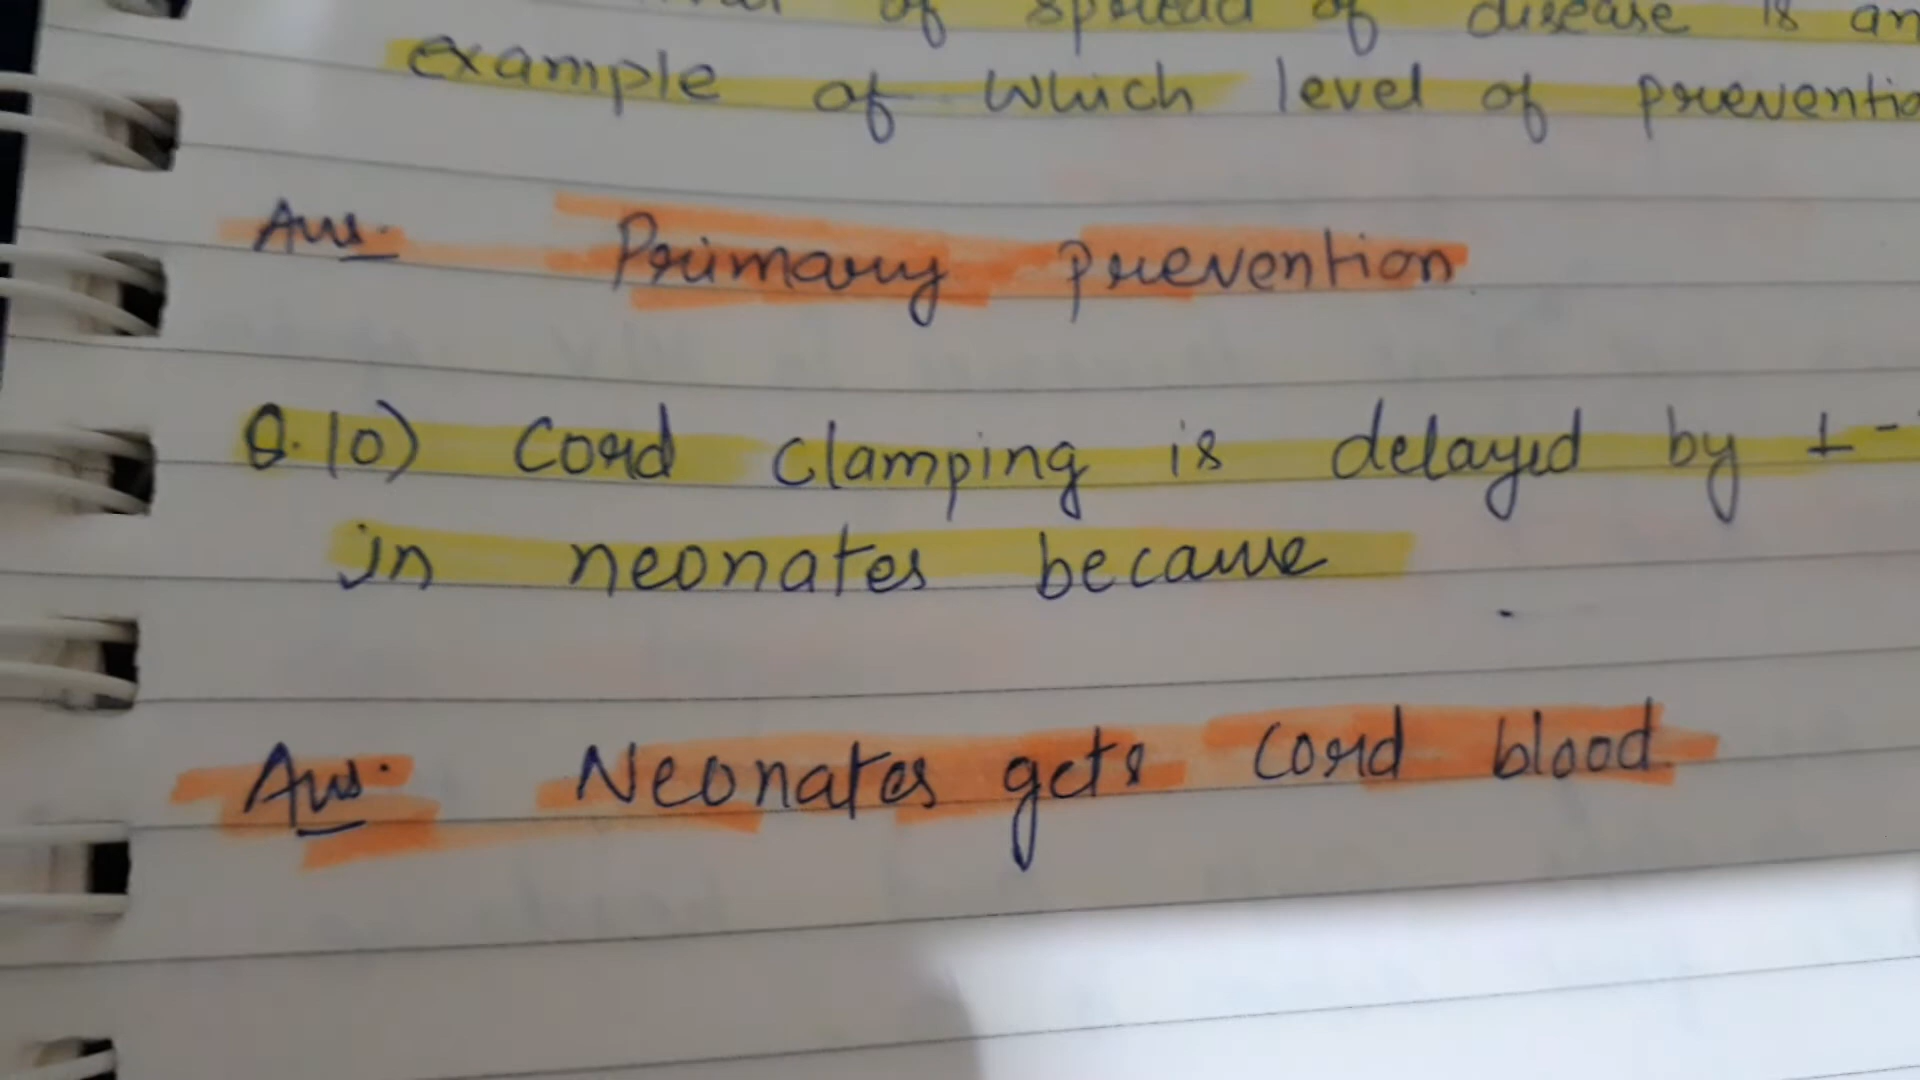 of spread of disease is an
example of which level of preventio
Ans. Primary prevention
Q.10) Cord clamping is delayed by 1-
in neonates because
Ans. Neonates gets cord blood